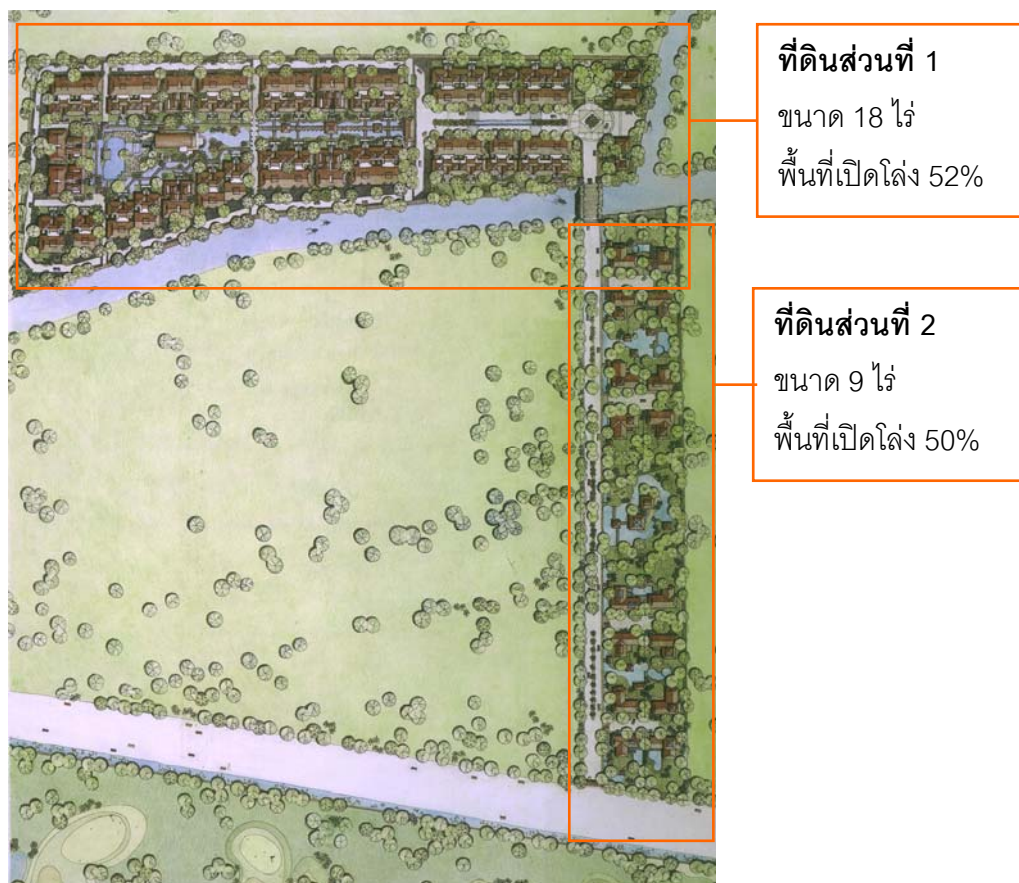 ที่ดินส่วนที่ 1
ขนาด 18 ไร่
พื้นที่เปิดโล่ง 52%
ที่ดินส่วนที่ 2
ขนาด 9 ไร่
พื้นที่เปิดโล่ง 50%